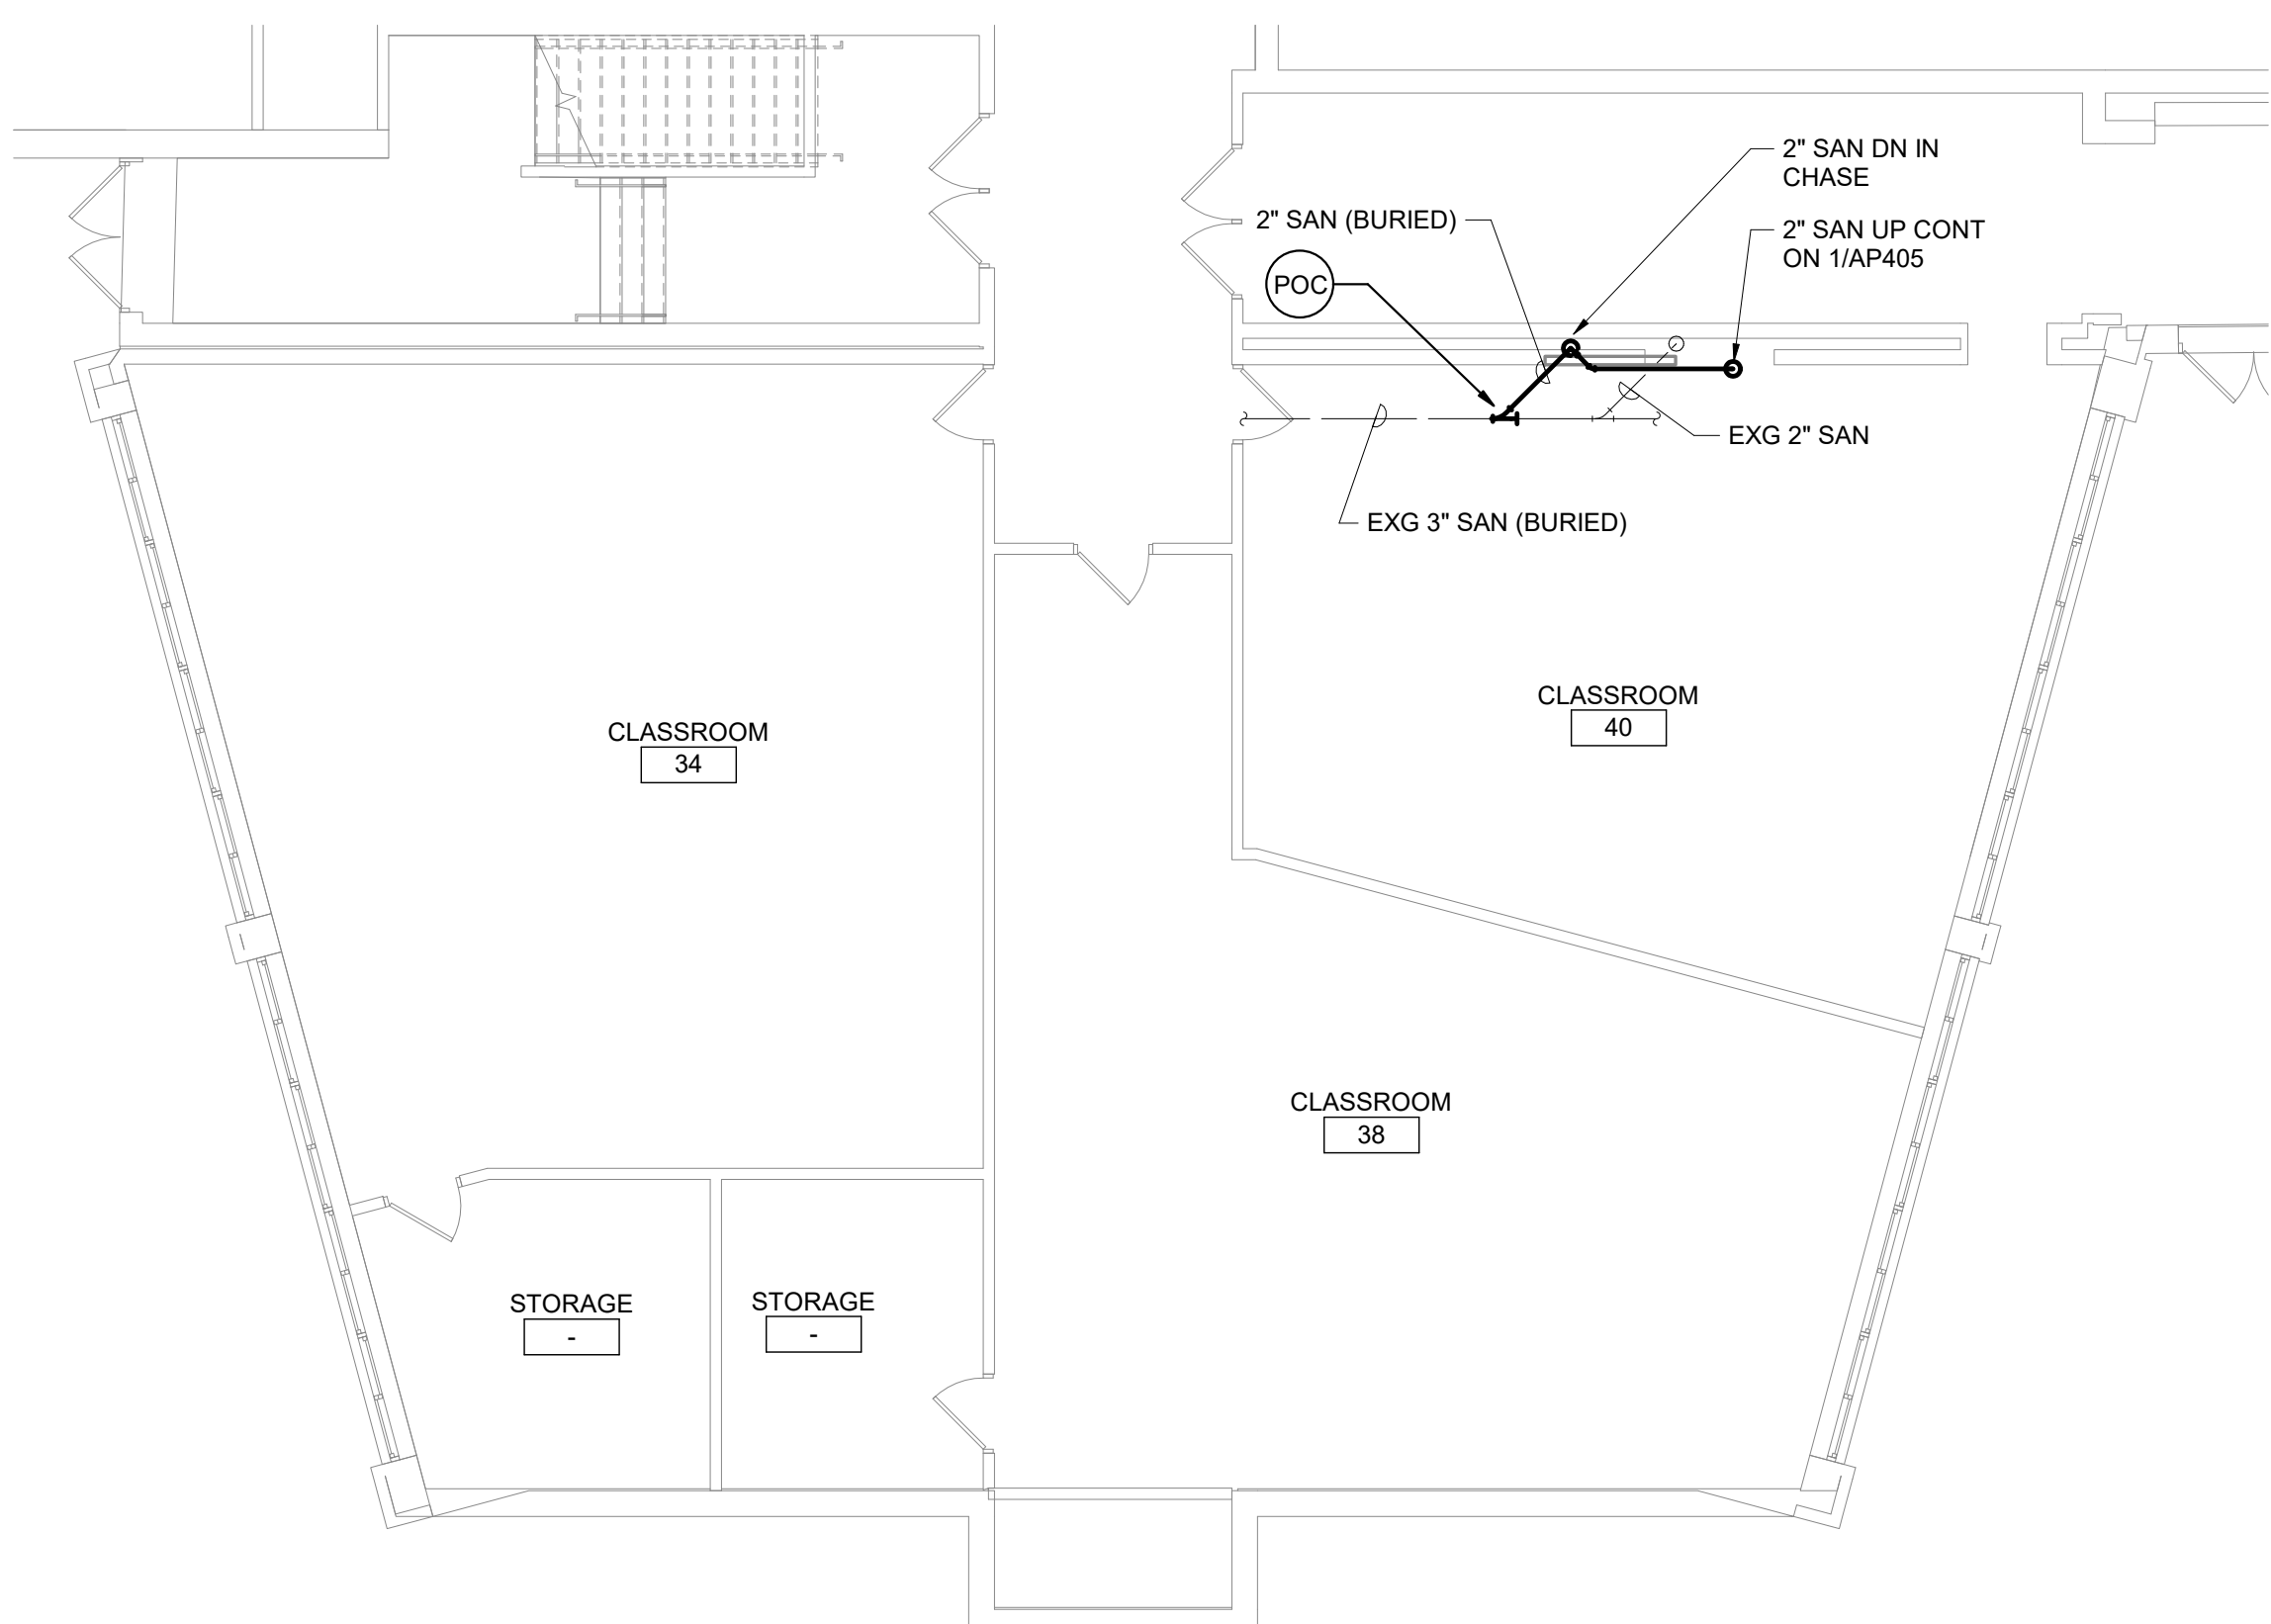 2" SAN DN IN
CHASE
2" SAN (BURIED)
2" SAN UP CONT
ON 1/AP405
POC
EXG 2" SAN
EXG 3" SAN (BURIED)
CLASSROOM
40
CLASSROOM
34
CLASSROOM
38
STORAGE
-
STORAGE
-